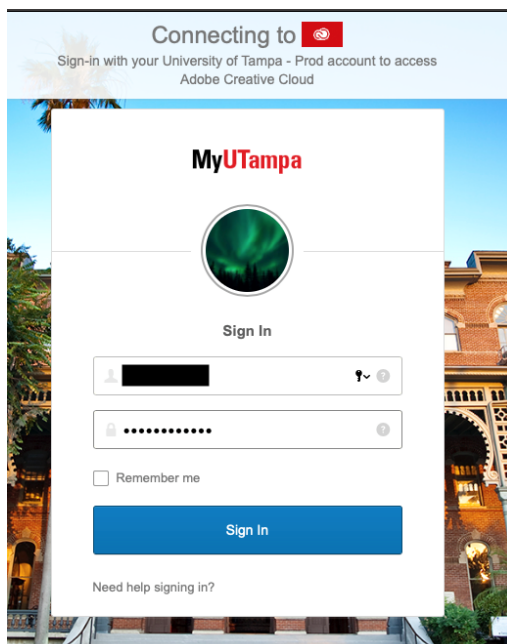 Connecting to
Sign-in with your University of Tampa - Prod account to access
Adobe Creative Cloud
MyUTampa
Sign In
••••••••••••
Remember me
Sign In
Need help signing in?